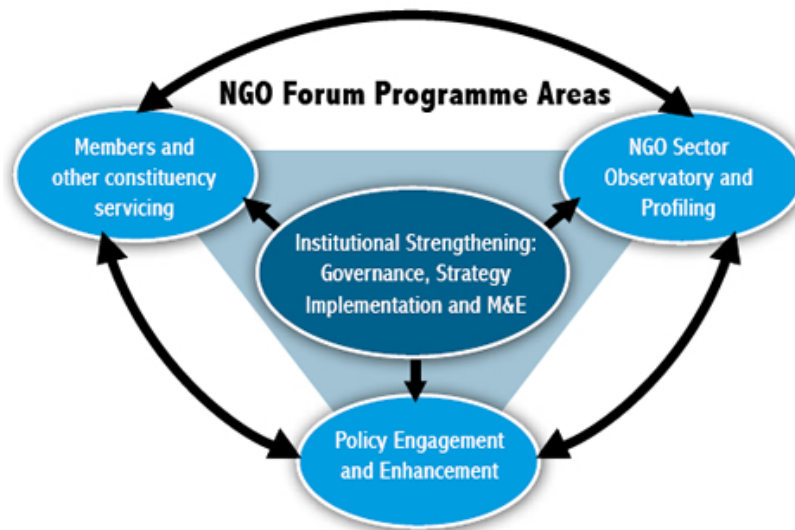 NGO Forum Programme Areas
Members and
other constituency
servicing
NGO Sector
Observatory and
Profiling
Institutional Strengthening:
Governance, Strategy
Implementation and M&E
Policy Engagement
and Enhancement